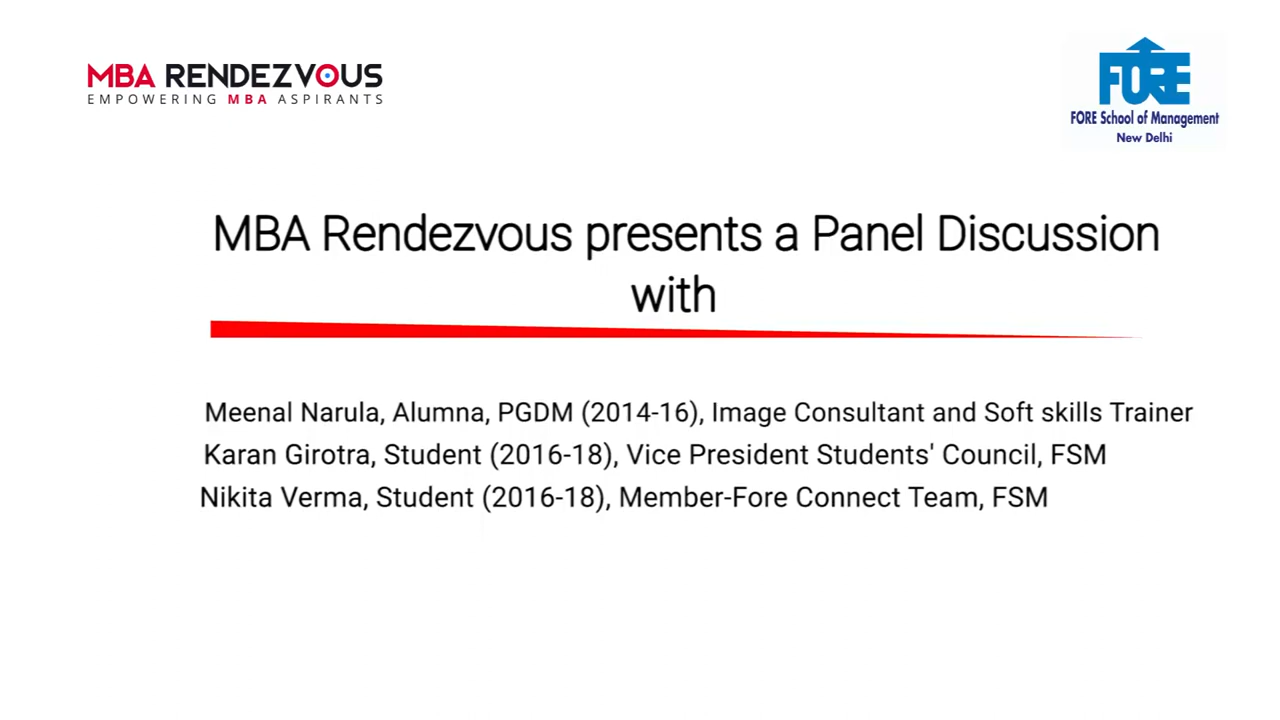 MBA RENDEZVOUS
EMPOWERING MBA ASPIRANTS
FORE
FORE School of Management
New Delhi
MBA Rendezvous presents a Panel Discussion
with
Meenal Narula, Alumna, PGDM (2014-16), Image Consultant and Soft skills Trainer
Karan Girotra, Student (2016-18), Vice President Students' Council, FSM
Nikita Verma, Student (2016-18), Member-Fore Connect Team, FSM